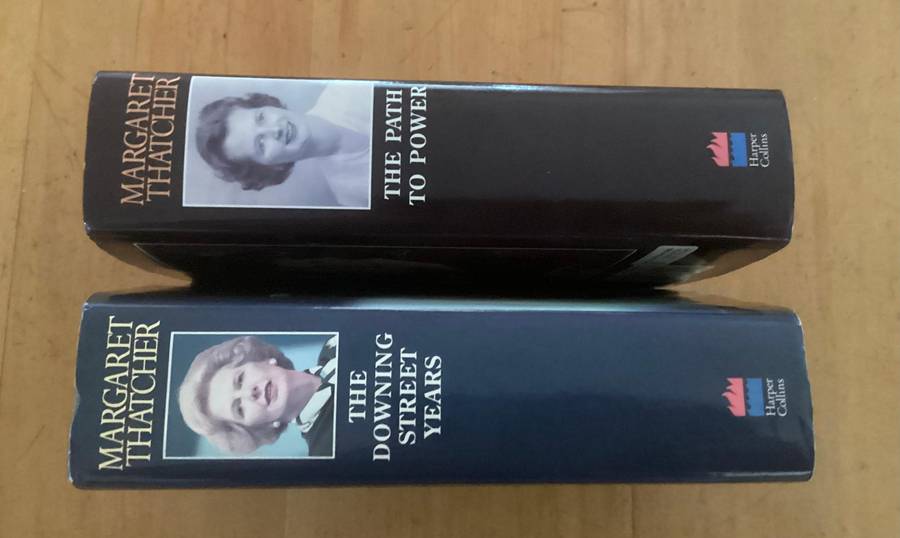 MARGARET
THATCHER
THE PATH
TO POWER
Harper
Collins
MARGARET
THATCHER
THE
DOWNING
STREET
YEARS
Harper
Collins